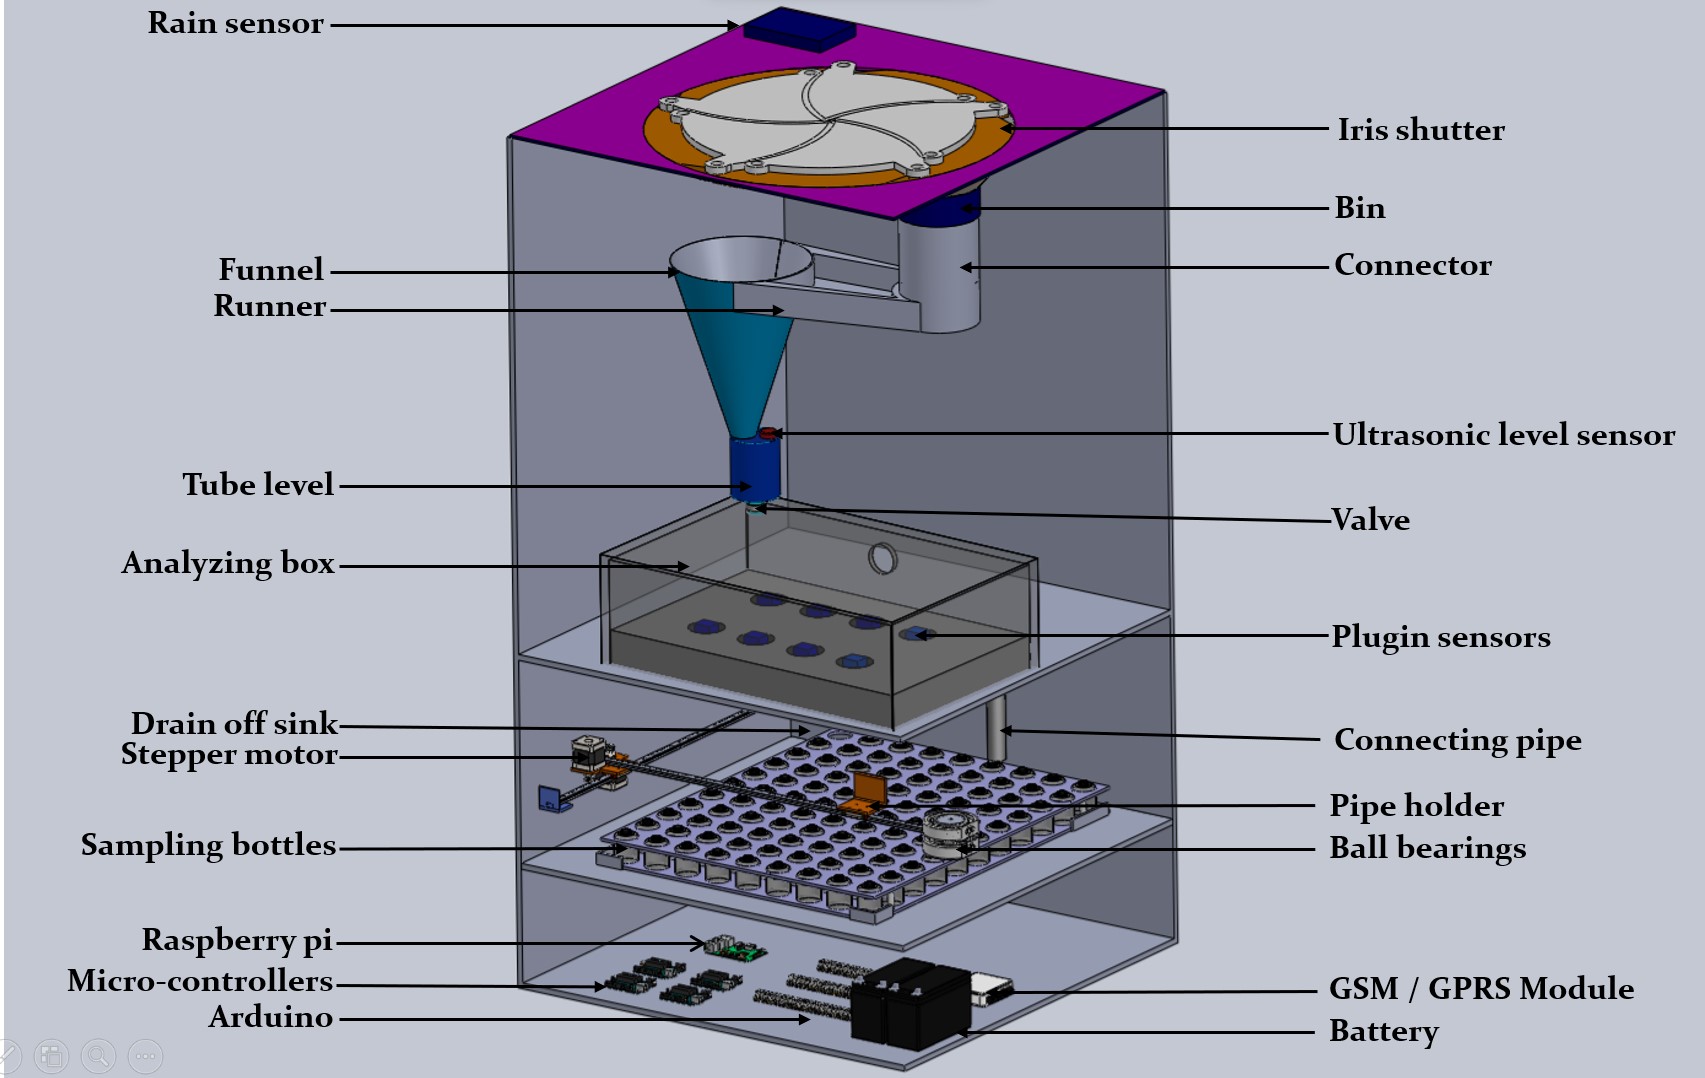 Rain sensor
Iris shutter
Bin
Connector
Funnel
Runner
Ultrasonic level sensor
Tube level
Valve
Analyzing box
Plugin sensors
Drain off sink
Stepper motor
Connecting pipe
Pipe holder
Sampling bottles
Ball bearings
Raspberry pi
Micro-controllers
GSM / GPRS Module
Arduino
Battery